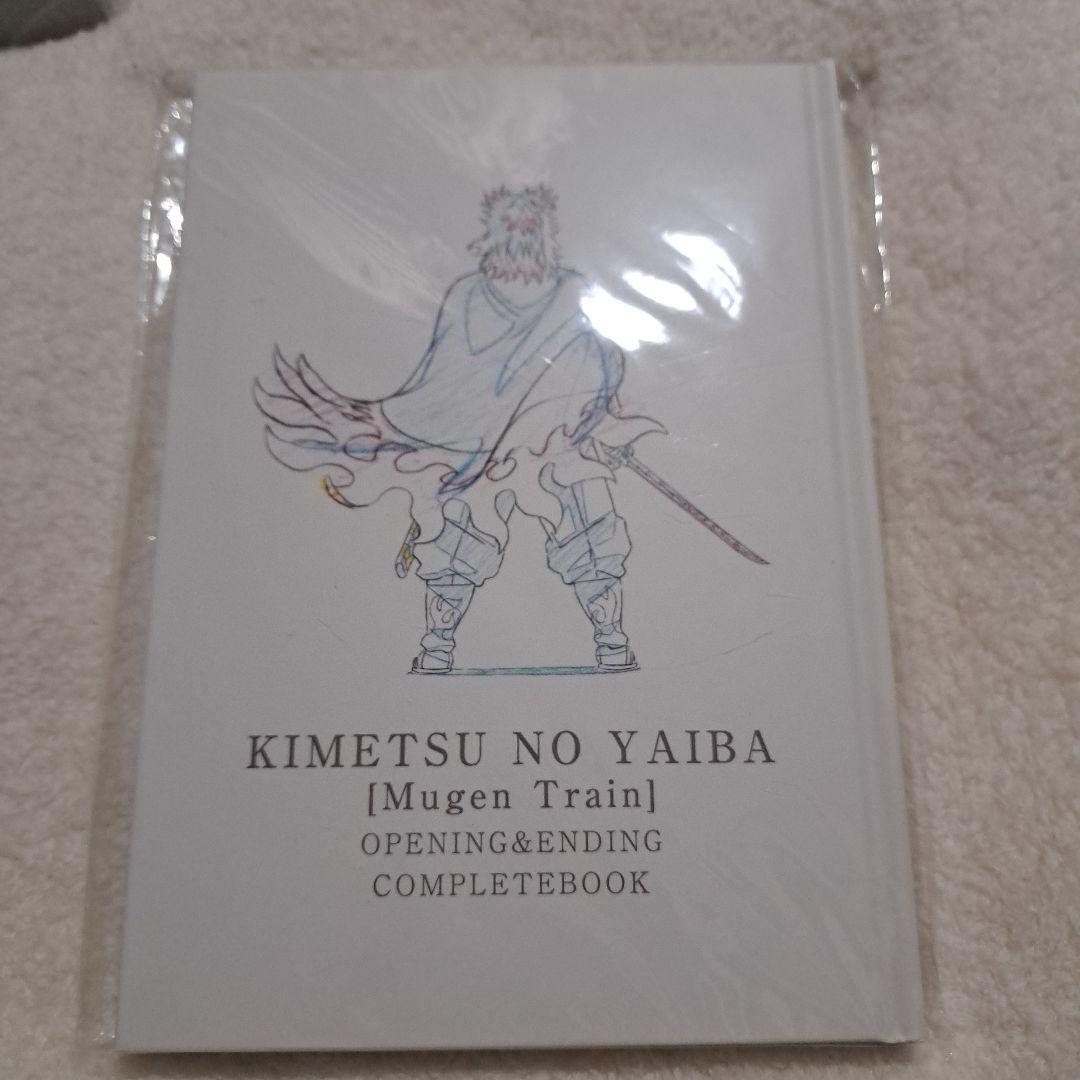 KIMETSU NO YAIBA
[Mugen Train]
OPENING&ENDING
COMPLETEBOOK